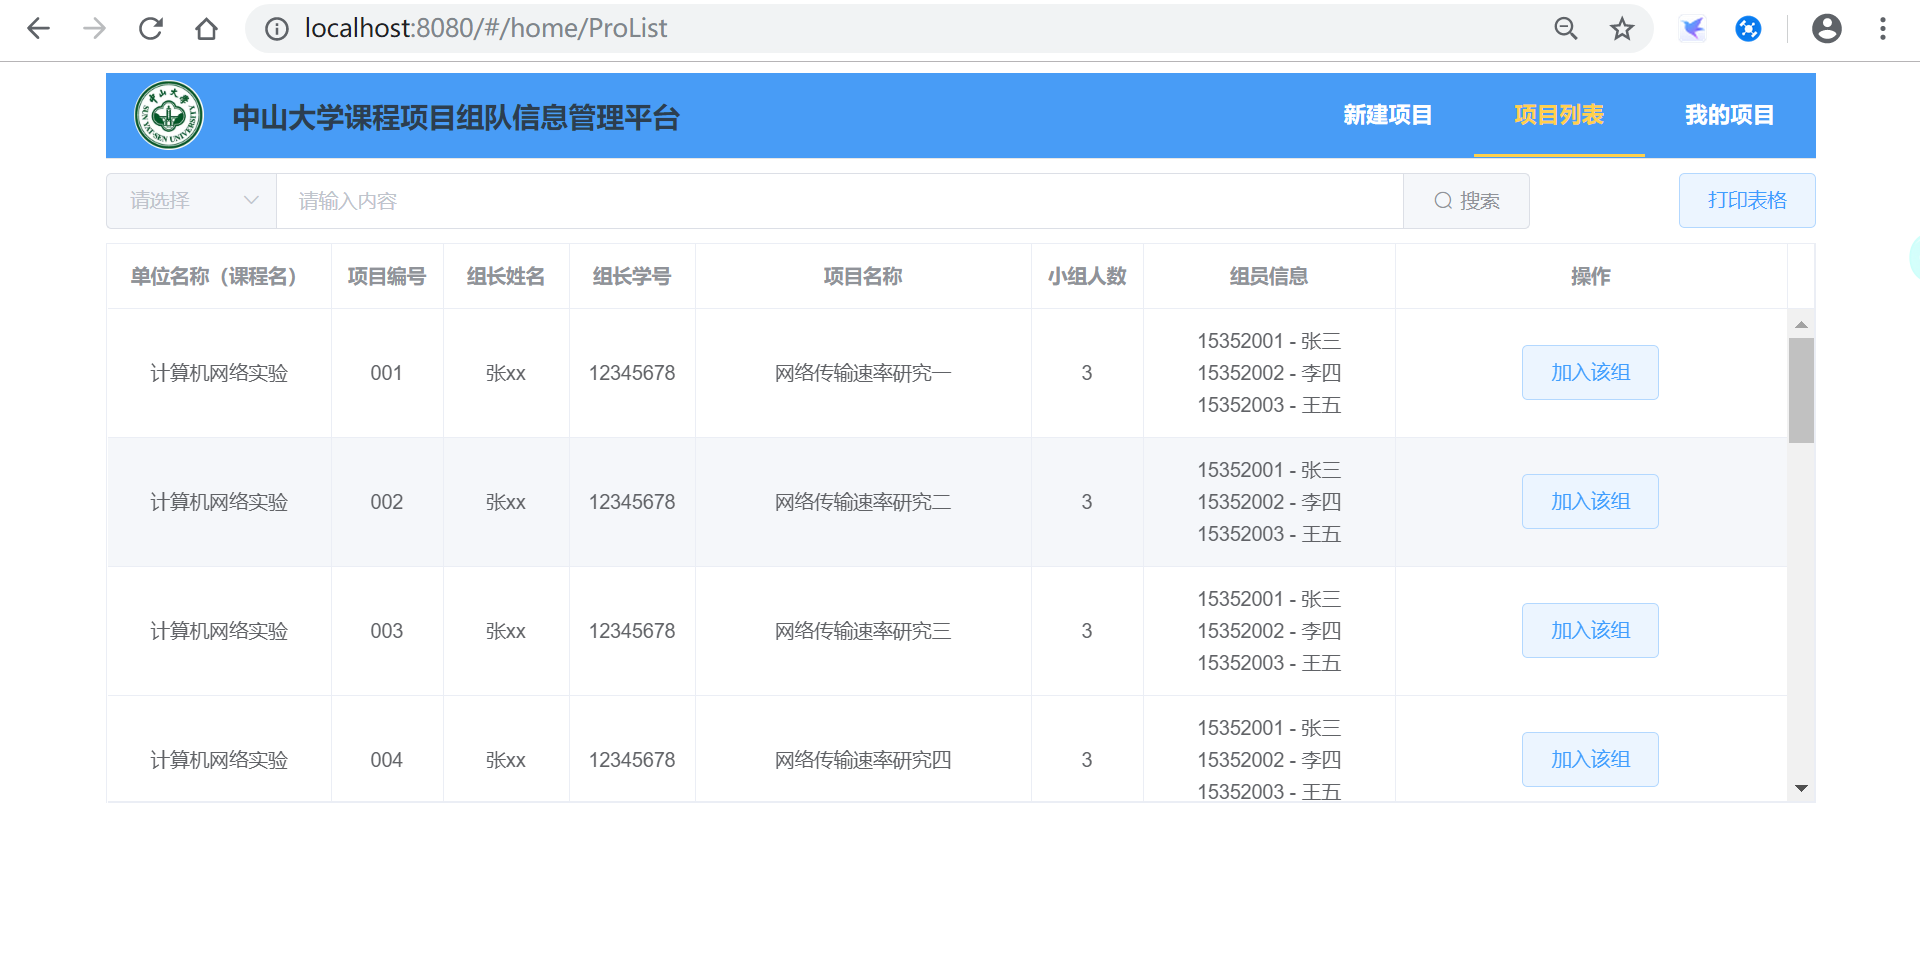 localhost:8080/#/home/ProList
中山大学
SUN YAT-SEN UNIVERSITY
中山大学课程项目组队信息管理平台
新建项目
项目列表
我的项目
请选择
请输入内容
搜索
打印表格
单位名称（课程名） 项目编号 组长姓名 组长学号 项目名称 小组人数 组员信息 操作
15352001 - 张三
计算机网络实验 001 张xx 12345678 网络传输速率研究一 3 15352002 - 李四 加入该组
15352003 - 王五
15352001 - 张三
计算机网络实验 002 张xx 12345678 网络传输速率研究二 3 15352002 - 李四 加入该组
15352003 - 王五
15352001 - 张三
计算机网络实验 003 张xx 12345678 网络传输速率研究三 3 15352002 - 李四 加入该组
15352003 - 王五
15352001 - 张三
计算机网络实验 004 张xx 12345678 网络传输速率研究四 3 15352002 - 李四 加入该组
15352003 - 王五